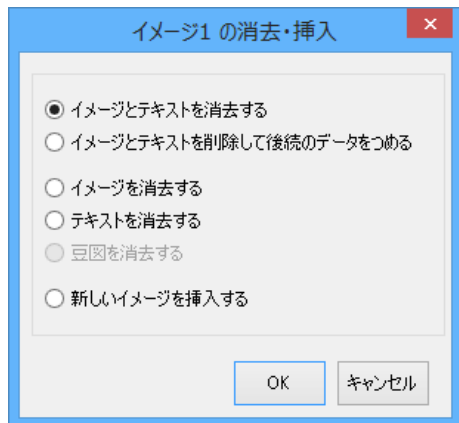 イメージ1 の消去・挿入
イメージとテキストを消去する
イメージとテキストを削除して後続のデータをつめる
イメージを消去する
テキストを消去する
豆図を消去する
新しいイメージを挿入する
OK
キャンセル